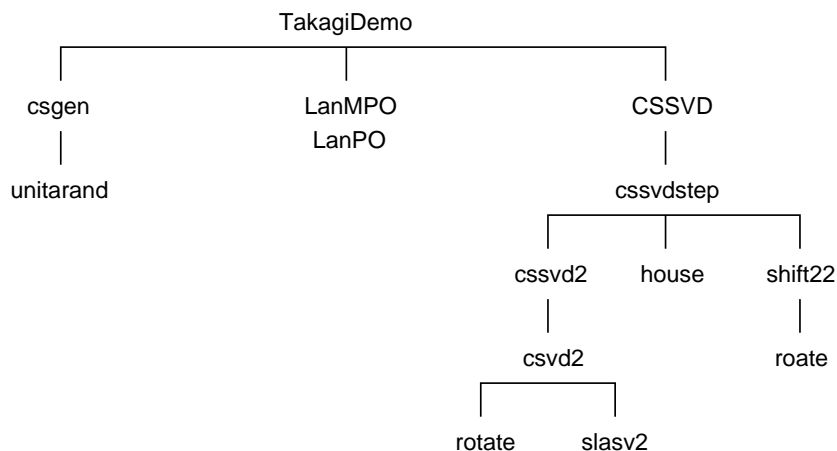 TakagiDemo
csgen LanMPO CSSVD
LanPO
unitarand cssvdstep
cssvd2 house shift22
csvd2 roate
rotate slasv2